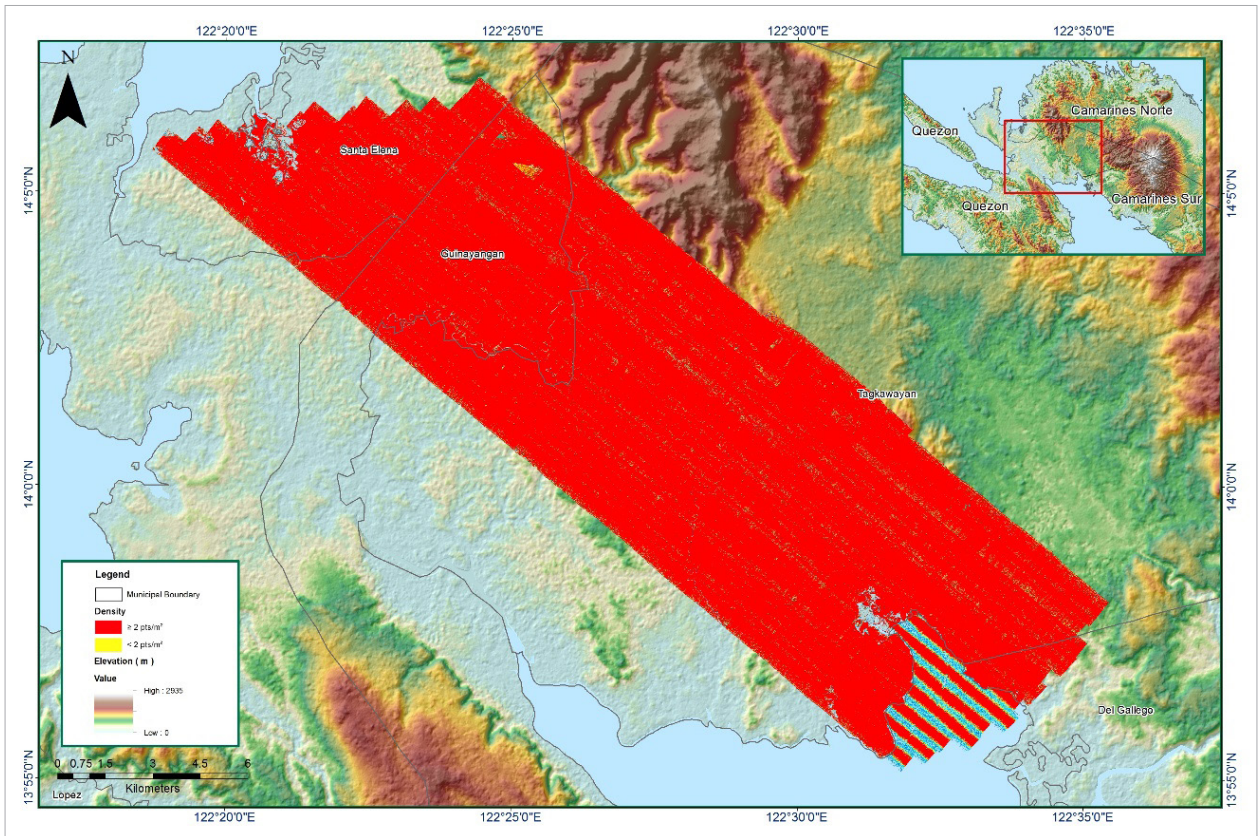 122°20'0"E
122°25'0"E
122°30'0"E
122°35'0"E
N
Camarines Norte
Quezon
Quezon
Camarines Sur
Santa Elena
14°5'0"N
14°5'0"N
Guinayangan
Tagkawayan
14°0'0"N
14°0'0"N
Legend
Municipal Boundary
Density
≥ 2 pts/m²
< 2 pts/m²
Elevation ( m )
Value
High : 2935
Low : 0
Del Gallego
0 0.75 1.5 3 4.5 6
Kilometers
Lopez
13°55'0"N
13°55'0"N
122°20'0"E
122°25'0"E
122°30'0"E
122°35'0"E